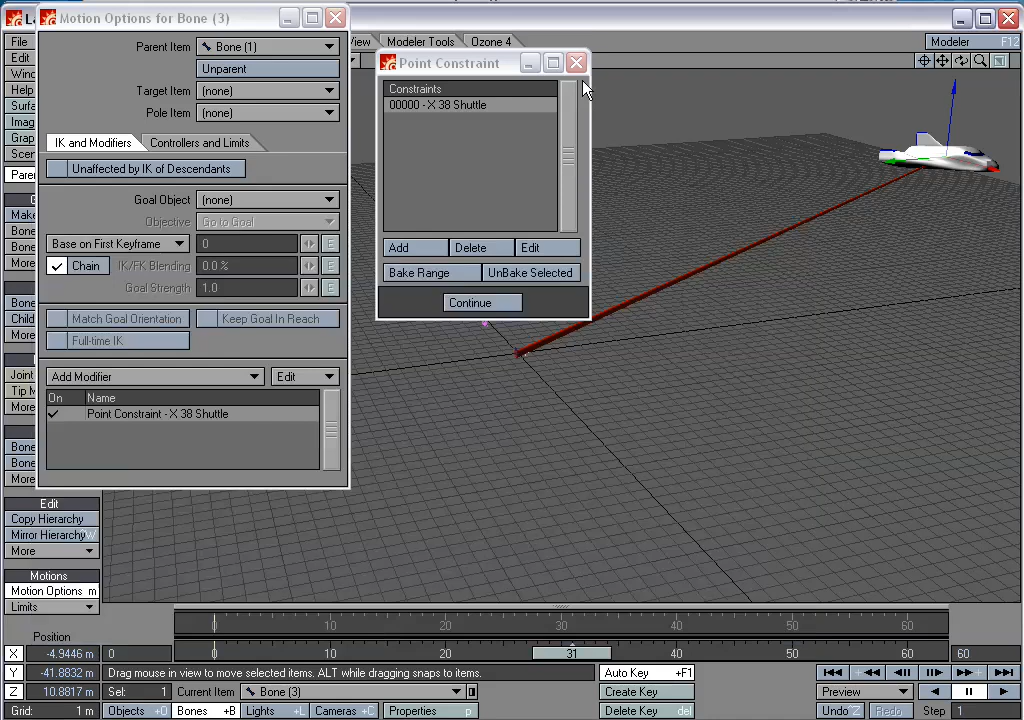 Motion Options for Bone (3)
Parent Item
Bone (1)
Unparent
Target Item
(none)
Pole Item
(none)
IK and Modifiers
Controllers and Limits
Unaffected by IK of Descendants
Goal Object
(none)
Objective
Go to Goal
Base on First Keyframe
0
E
Chain
IK/FK Blending
0.0 %
E
Goal Strength
1.0
E
Match Goal Orientation
Keep Goal In Reach
Full-time IK
Add Modifier
Edit
On
Name
Point Constraint - X 38 Shuttle
File
Edit
Help
View
Modeler Tools
Ozone 4
Modeler F12
Point Constraint
Constraints
00000 - X 38 Shuttle
Add
Delete
Edit
Bake Range
UnBake Selected
Continue
Edit
Copy Hierarchy
Mirror Hierarchy
More
Motions
Motion Options m
Limits
Position
0 10 20 30 40 50 60
0 10 20 31 40 50 60
0
60
X -4.9446 m
Y -41.8832 m
Z 10.8817 m
Grid: 1 m
Drag mouse in view to move selected items. ALT while dragging snaps to items.
Sel: 1
Current Item
Bone (3)
Objects +O
Bones +B
Lights +L
Cameras +C
Properties p
Auto Key +F1
Create Key
Delete Key del
Preview
Undo Z
Redo
Step 1